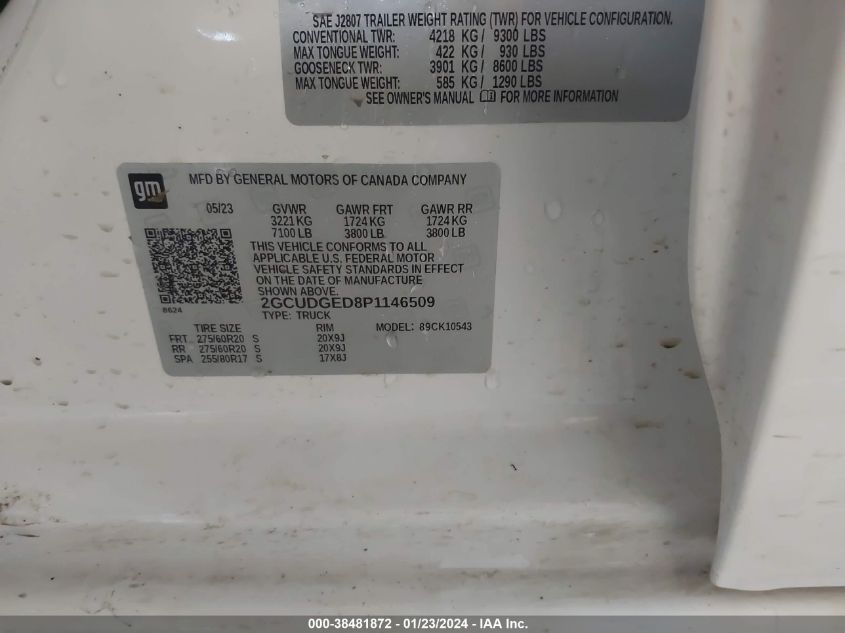 SAE J2807 TRAILER WEIGHT RATING (TWR) FOR VEHICLE CONFIGURATION.
CONVENTIONAL TWR: 4218 KG / 9300 LBS
MAX TONGUE WEIGHT: 422 KG / 930 LBS
GOOSENECK TWR: 3901 KG / 8600 LBS
MAX TONGUE WEIGHT: 585 KG / 1290 LBS
SEE OWNER'S MANUAL FOR MORE INFORMATION
gm
MFD BY GENERAL MOTORS OF CANADA COMPANY
05/23 GVWR GAWR FRT GAWR RR
3221 KG 1724 KG 1724 KG
7100 LB 3800 LB 3800 LB
THIS VEHICLE CONFORMS TO ALL
APPLICABLE U.S. FEDERAL MOTOR
VEHICLE SAFETY STANDARDS IN EFFECT
ON THE DATE OF MANUFACTURE
SHOWN ABOVE.
8624
2GCUDGED8P1146509
TYPE: TRUCK
TIRE SIZE RIM MODEL: 89CK10543
FRT 275/60R20 S 20X9J
RR 275/60R20 S 20X9J
SPA 255/80R17 S 17X8J
000-38481872 - 01/23/2024 - IAA Inc.